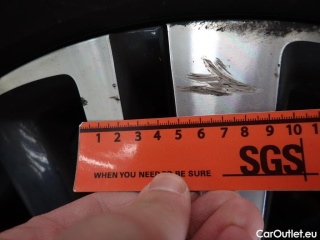 1 2 3 4 5 6 7 8 9 10 11
WHEN YOU NEED TO BE SURE
SGS
CarOutlet.eu